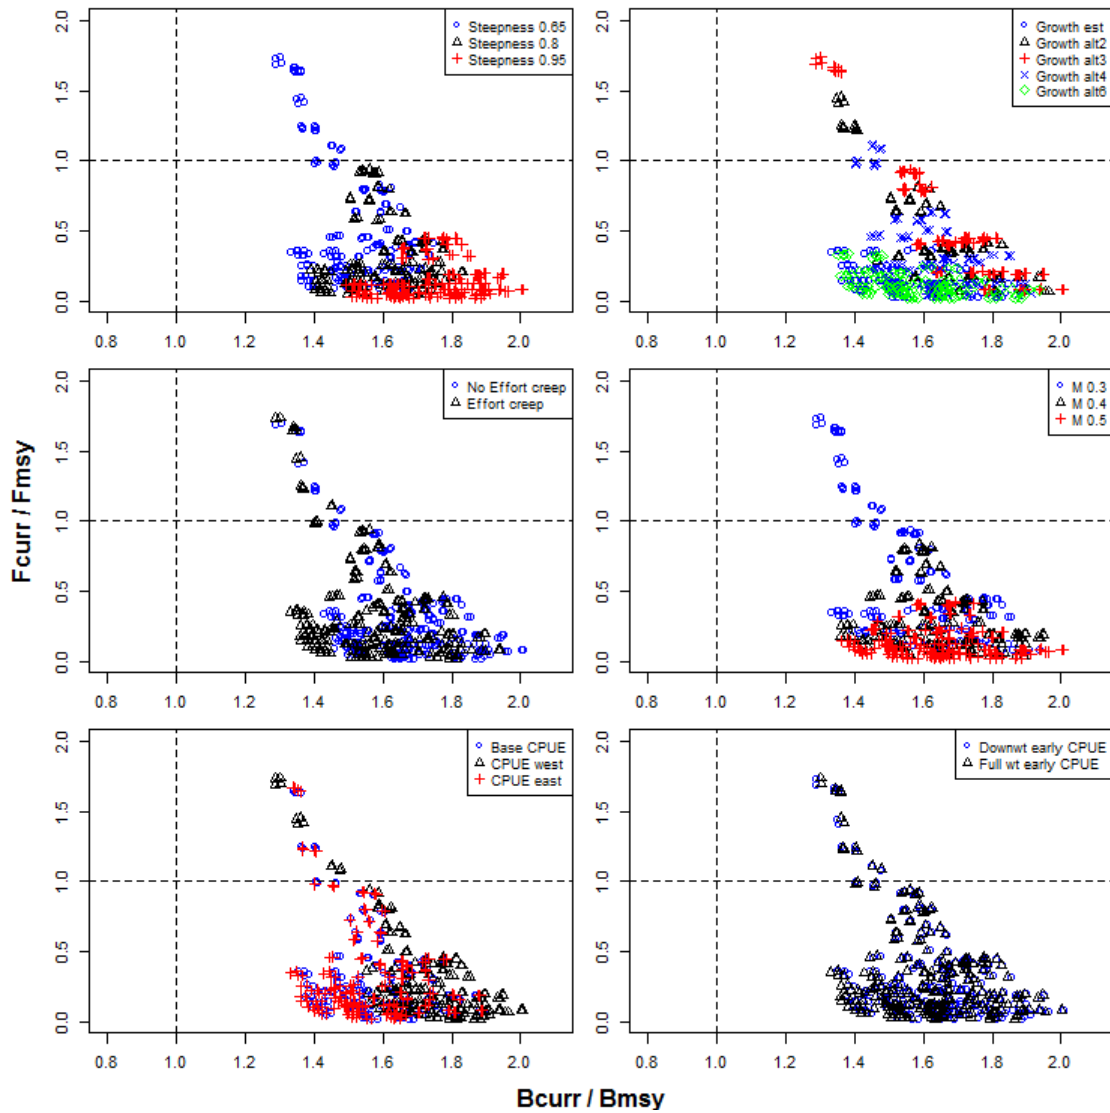 Steepness 0.65
Steepness 0.8
Steepness 0.95
2.0
1.5
1.0
0.5
0.0
0.8 1.0 1.2 1.4 1.6 1.8 2.0
Growth est
Growth alt2
Growth alt3
Growth alt4
Growth alt6
2.0
1.5
1.0
0.5
0.0
0.8 1.0 1.2 1.4 1.6 1.8 2.0
Fcurr / Fmsy
No Effort creep
Effort creep
2.0
1.5
1.0
0.5
0.0
0.8 1.0 1.2 1.4 1.6 1.8 2.0
M 0.3
M 0.4
M 0.5
2.0
1.5
1.0
0.5
0.0
0.8 1.0 1.2 1.4 1.6 1.8 2.0
Base CPUE
CPUE west
CPUE east
2.0
1.5
1.0
0.5
0.0
0.8 1.0 1.2 1.4 1.6 1.8 2.0
Downwt early CPUE
Full wt early CPUE
2.0
1.5
1.0
0.5
0.0
0.8 1.0 1.2 1.4 1.6 1.8 2.0
Bcurr / Bmsy